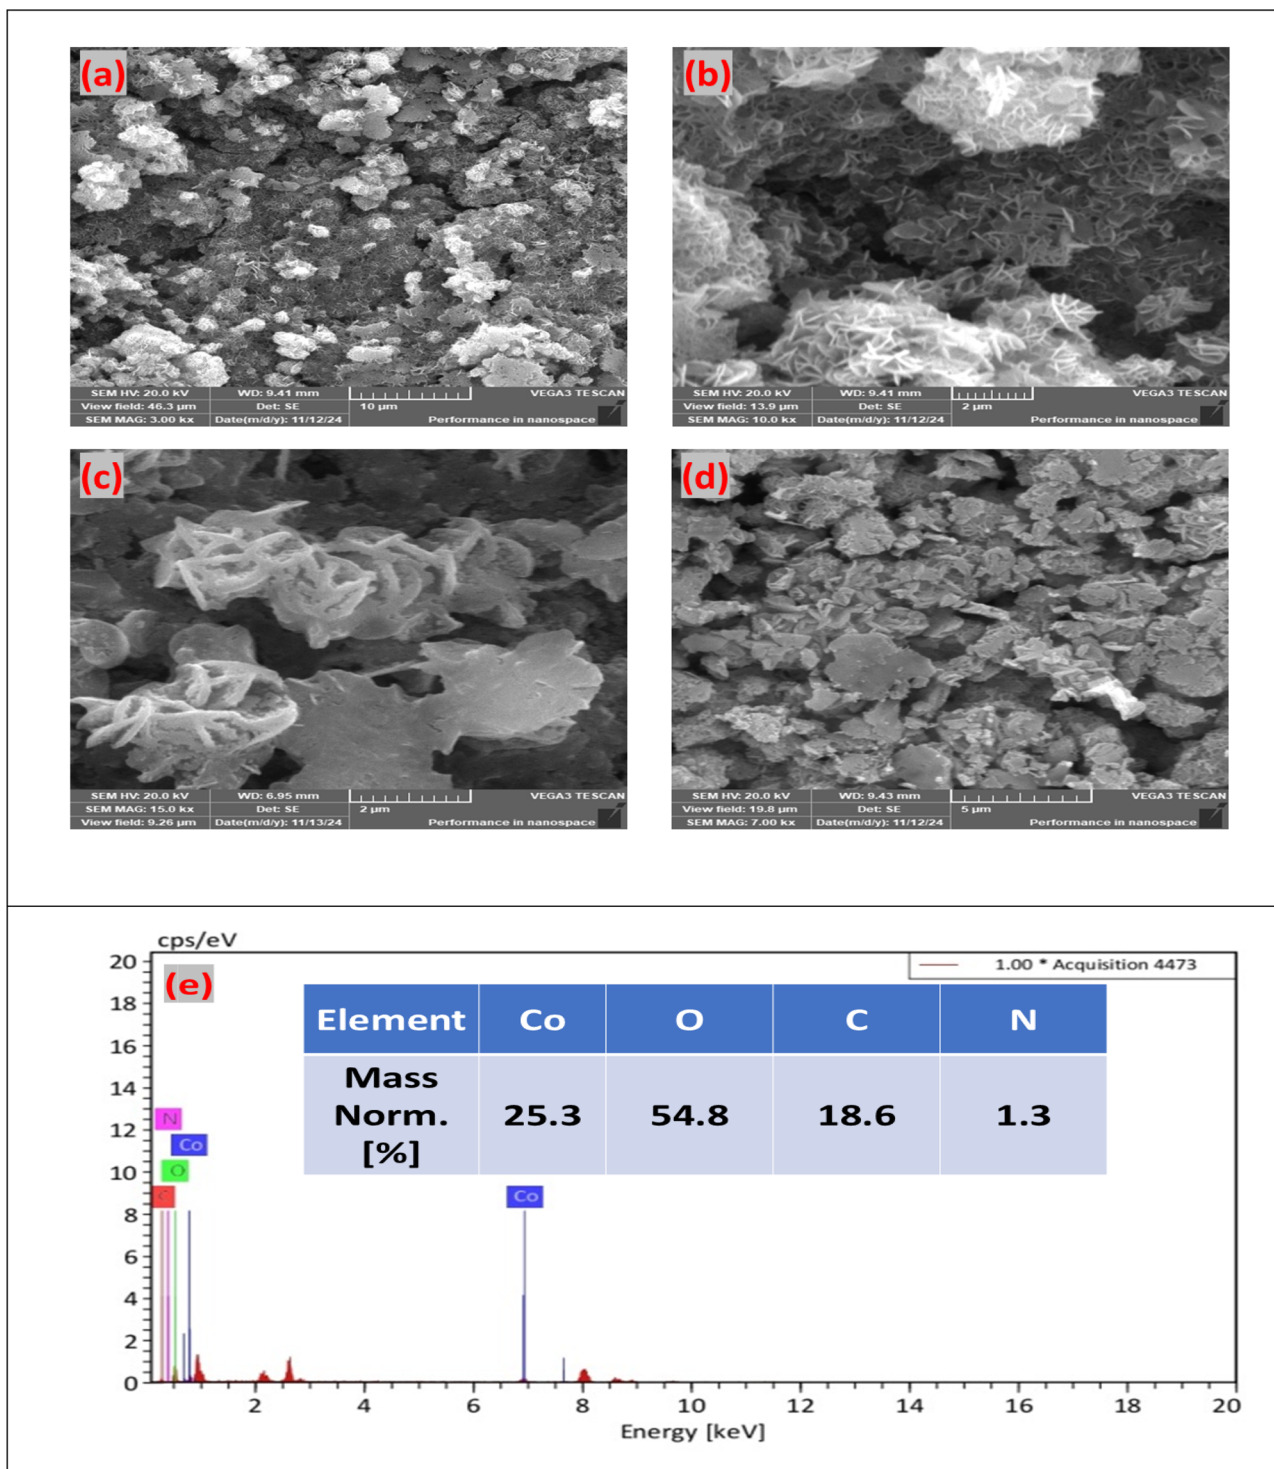 (a)
SEM HV: 20.0 kV WD: 9.41 mm VEGA3 TESCAN
View field: 46.3 µm Det: SE 10 µm
SEM MAG: 3.00 kx Date(m/d/y): 11/12/24 Performance in nanospace
(b)
SEM HV: 20.0 kV WD: 9.41 mm VEGA3 TESCAN
View field: 13.9 µm Det: SE 2 µm
SEM MAG: 10.0 kx Date(m/d/y): 11/12/24 Performance in nanospace
(c)
SEM HV: 20.0 kV WD: 6.95 mm VEGA3 TESCAN
SEM MAG: 15.0 kx Det: SE 2 µm
View field: 9.26 µm Date(m/d/y): 11/13/24 Performance in nanospace
(d)
SEM HV: 20.0 kV WD: 9.43 mm VEGA3 TESCAN
View field: 19.8 µm Det: SE 5 µm
SEM MAG: 7.00 kx Date(m/d/y): 11/12/24 Performance in nanospace
cps/eV
(e)
1.00 * Acquisition 4473
Element Co O C N
Mass
Norm.
[%]
25.3 54.8 18.6 1.3
20
18
16
14
12
10
8
6
4
2
0
N
Co
O
C
Co
2 4 6 8 10 12 14 16 18 20
Energy [keV]